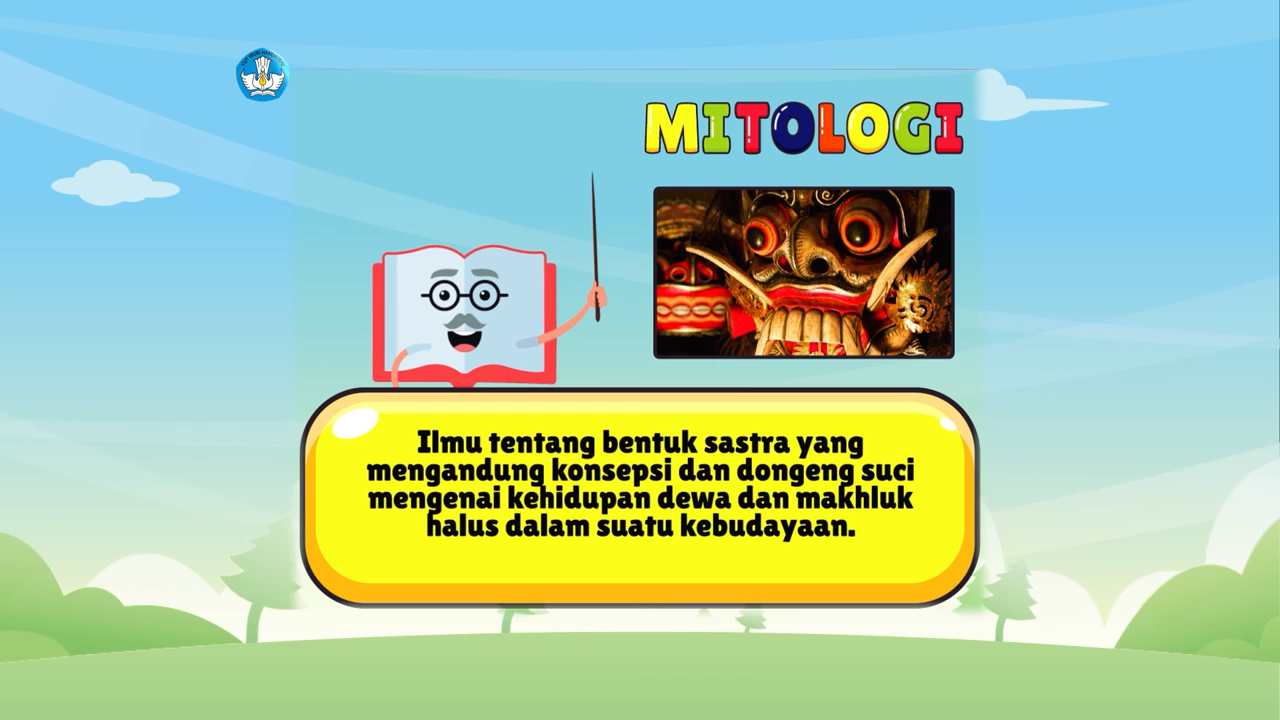 MITOLOGI
Ilmu tentang bentuk sastra yang
mengandung konsepsi dan dongeng suci
mengenai kehidupan dewa dan makhluk
halus dalam suatu kebudayaan.